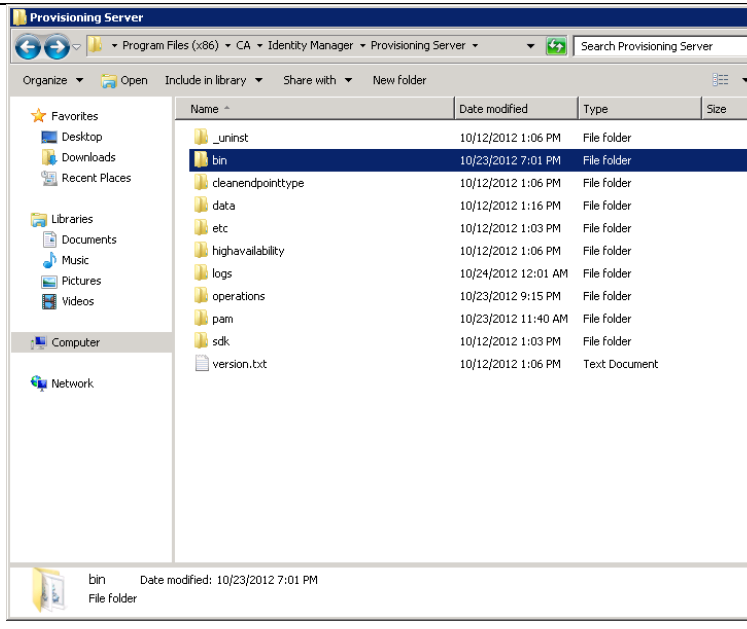 Provisioning Server
▾ Program Files (x86) ▾ CA ▾ Identity Manager ▾ Provisioning Server ▾ Search Provisioning Server
Organize ▾ Open Include in library ▾ Share with ▾ New folder
Name Date modified Type Size
Favorites
Desktop
Downloads
Recent Places
Libraries
Documents
Music
Pictures
Videos
Computer
Network
_uninst 10/12/2012 1:06 PM File folder
bin 10/23/2012 7:01 PM File folder
cleanendpointtype 10/12/2012 1:06 PM File folder
data 10/12/2012 1:16 PM File folder
etc 10/12/2012 1:03 PM File folder
highavailability 10/12/2012 1:06 PM File folder
logs 10/24/2012 12:01 AM File folder
operations 10/23/2012 9:15 PM File folder
pam 10/23/2012 11:40 AM File folder
sdk 10/12/2012 1:03 PM File folder
version.txt 10/12/2012 1:06 PM Text Document
bin Date modified: 10/23/2012 7:01 PM
File folder